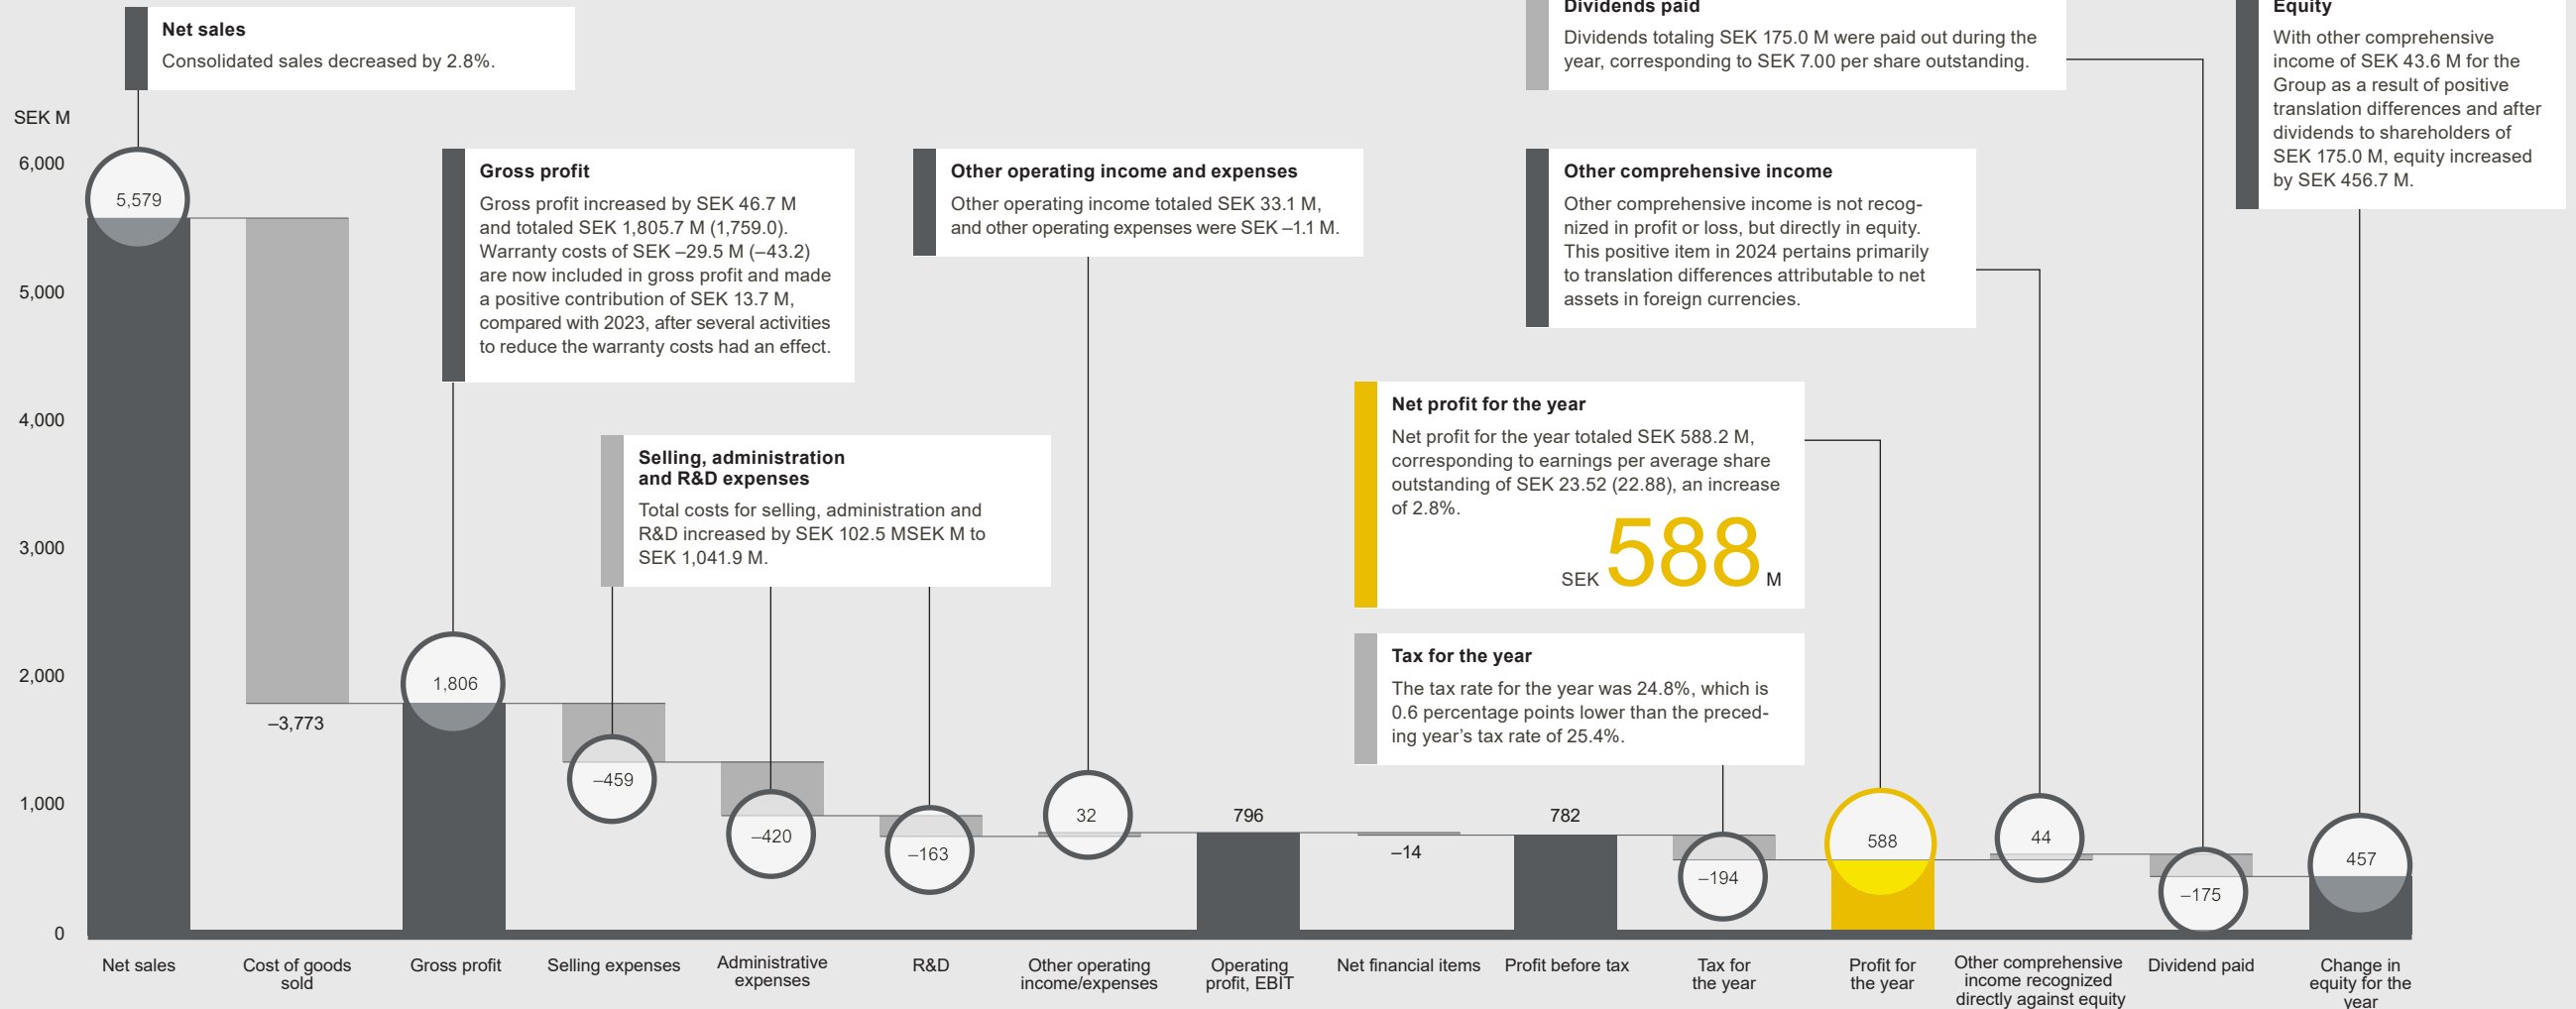 Net sales
Consolidated sales decreased by 2.8%.
Dividends paid
Dividends totaling SEK 175.0 M were paid out during the
year, corresponding to SEK 7.00 per share outstanding.
Equity
With other comprehensive
income of SEK 43.6 M for the
Group as a result of positive
translation differences and after
dividends to shareholders of
SEK 175.0 M, equity increased
by SEK 456.7 M.
Gross profit
Gross profit increased by SEK 46.7 M
and totaled SEK 1,805.7 M (1,759.0).
Warranty costs of SEK –29.5 M (–43.2)
are now included in gross profit and made
a positive contribution of SEK 13.7 M,
compared with 2023, after several activities
to reduce the warranty costs had an effect.
Other operating income and expenses
Other operating income totaled SEK 33.1 M,
and other operating expenses were SEK –1.1 M.
Other comprehensive income
Other comprehensive income is not recog-
nized in profit or loss, but directly in equity.
This positive item in 2024 pertains primarily
to translation differences attributable to net
assets in foreign currencies.
Selling, administration
and R&D expenses
Total costs for selling, administration and
R&D increased by SEK 102.5 MSEK M to
SEK 1,041.9 M.
Net profit for the year
Net profit for the year totaled SEK 588.2 M,
corresponding to earnings per average share
outstanding of SEK 23.52 (22.88), an increase
of 2.8%.
SEK 588 M
Tax for the year
The tax rate for the year was 24.8%, which is
0.6 percentage points lower than the preced-
ing year's tax rate of 25.4%.
SEK M
6,000
5,000
4,000
3,000
2,000
1,000
0
5,579
–3,773
1,806
–459
–420
–163
32
796
–14
782
–194
588
44
–175
457
Net sales
Cost of goods
sold
Gross profit
Selling expenses
Administrative
expenses
R&D
Other operating
income/expenses
Operating
profit, EBIT
Net financial items
Profit before tax
Tax for
the year
Profit for
the year
Other comprehensive
income recognized
directly against equity
Dividend paid
Change in
equity for the
year